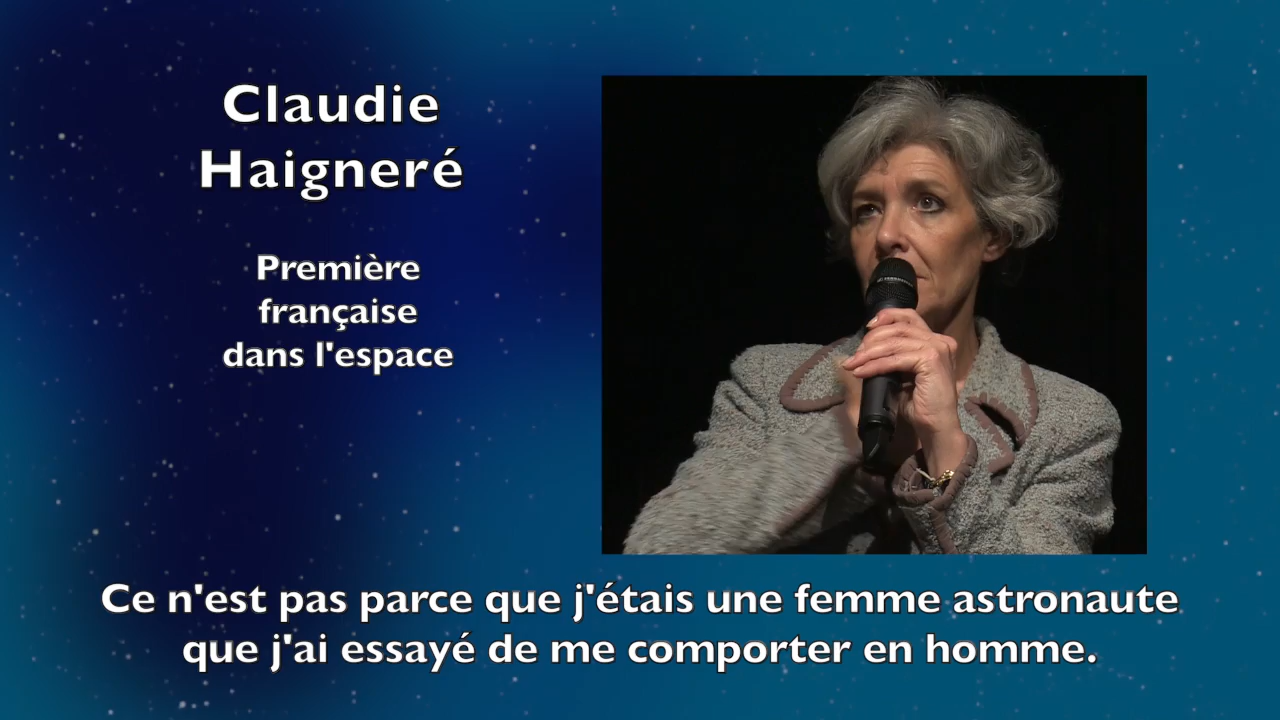 Claudie
Haigneré
Première
française
dans l'espace
Ce n'est pas parce que j'étais une femme astronaute
que j'ai essayé de me comporter en homme.